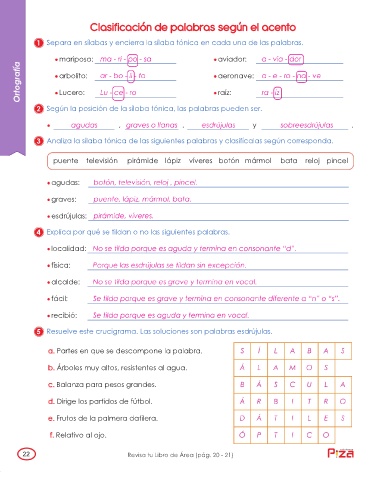 Clasificación de palabras según el acento
Ortografía
1 Separa en sílabas y encierra la sílaba tónica en cada una de las palabras.
• mariposa: ma - ri - po - sa • aviador: a - via - dor
• arbolito: ar - bo - li - to • aeronave: a - e - ro - na - ve
• Lucero: Lu - ce - ro • raíz: ra - íz
2 Según la posición de la sílaba tónica, las palabras pueden ser:
• agudas , graves o llanas , esdrújulas y sobreesdrújulas .
3 Analiza la sílaba tónica de las siguientes palabras y clasifícalas según corresponda.
puente televisión pirámide lápiz víveres botón mármol bata reloj pincel
• agudas: botón, televisión, reloj , pincel.
• graves: puente, lápiz, mármol, bata.
• esdrújulas: pirámide, víveres.
4 Explica por qué se tildan o no las siguientes palabras.
• localidad: No se tilda porque es aguda y termina en consonante "d".
• física: Porque las esdrújulas se tildan sin excepción.
• alcalde: No se tilda porque es grave y termina en vocal.
• fácil: Se tilda porque es grave y termina en consonante diferente a "n" o "s".
• recibió: Se tilda porque es aguda y termina en vocal.
5 Resuelve este crucigrama. Las soluciones son palabras esdrújulas.
a. Partes en que se descompone la palabra. S Í L A B A S
b. Árboles muy altos, resistentes al agua. Á L A M O S
c. Balanza para pesos grandes. B Á S C U L A
d. Dirige los partidos de fútbol. Á R B I T R O
e. Frutos de la palmera datilera. D Á T I L E S
f. Relativo al ojo. Ó P T I C O
22 Revisa tu Libro de Área (pág. 20 - 21)